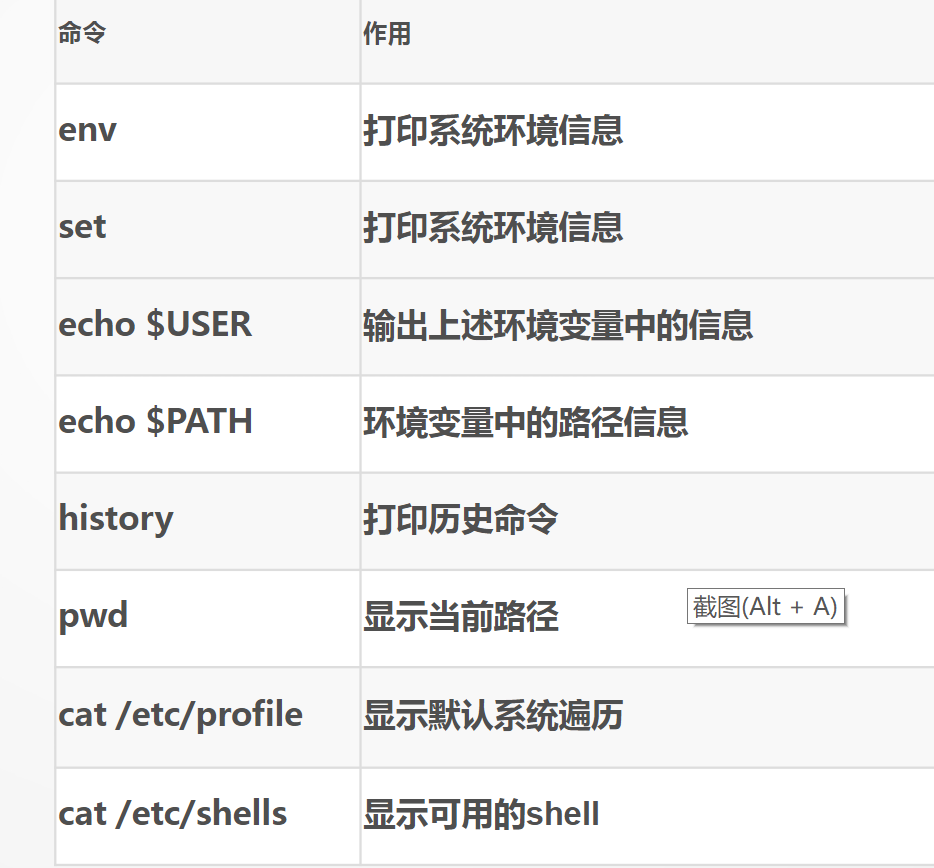 命令 作用
env 打印系统环境信息
set 打印系统环境信息
echo $USER 输出上述环境变量中的信息
echo $PATH 环境变量中的路径信息
history 打印历史命令
pwd 显示当前路径
截图(Alt + A)
cat /etc/profile 显示默认系统遍历
cat /etc/shells 显示可用的shell